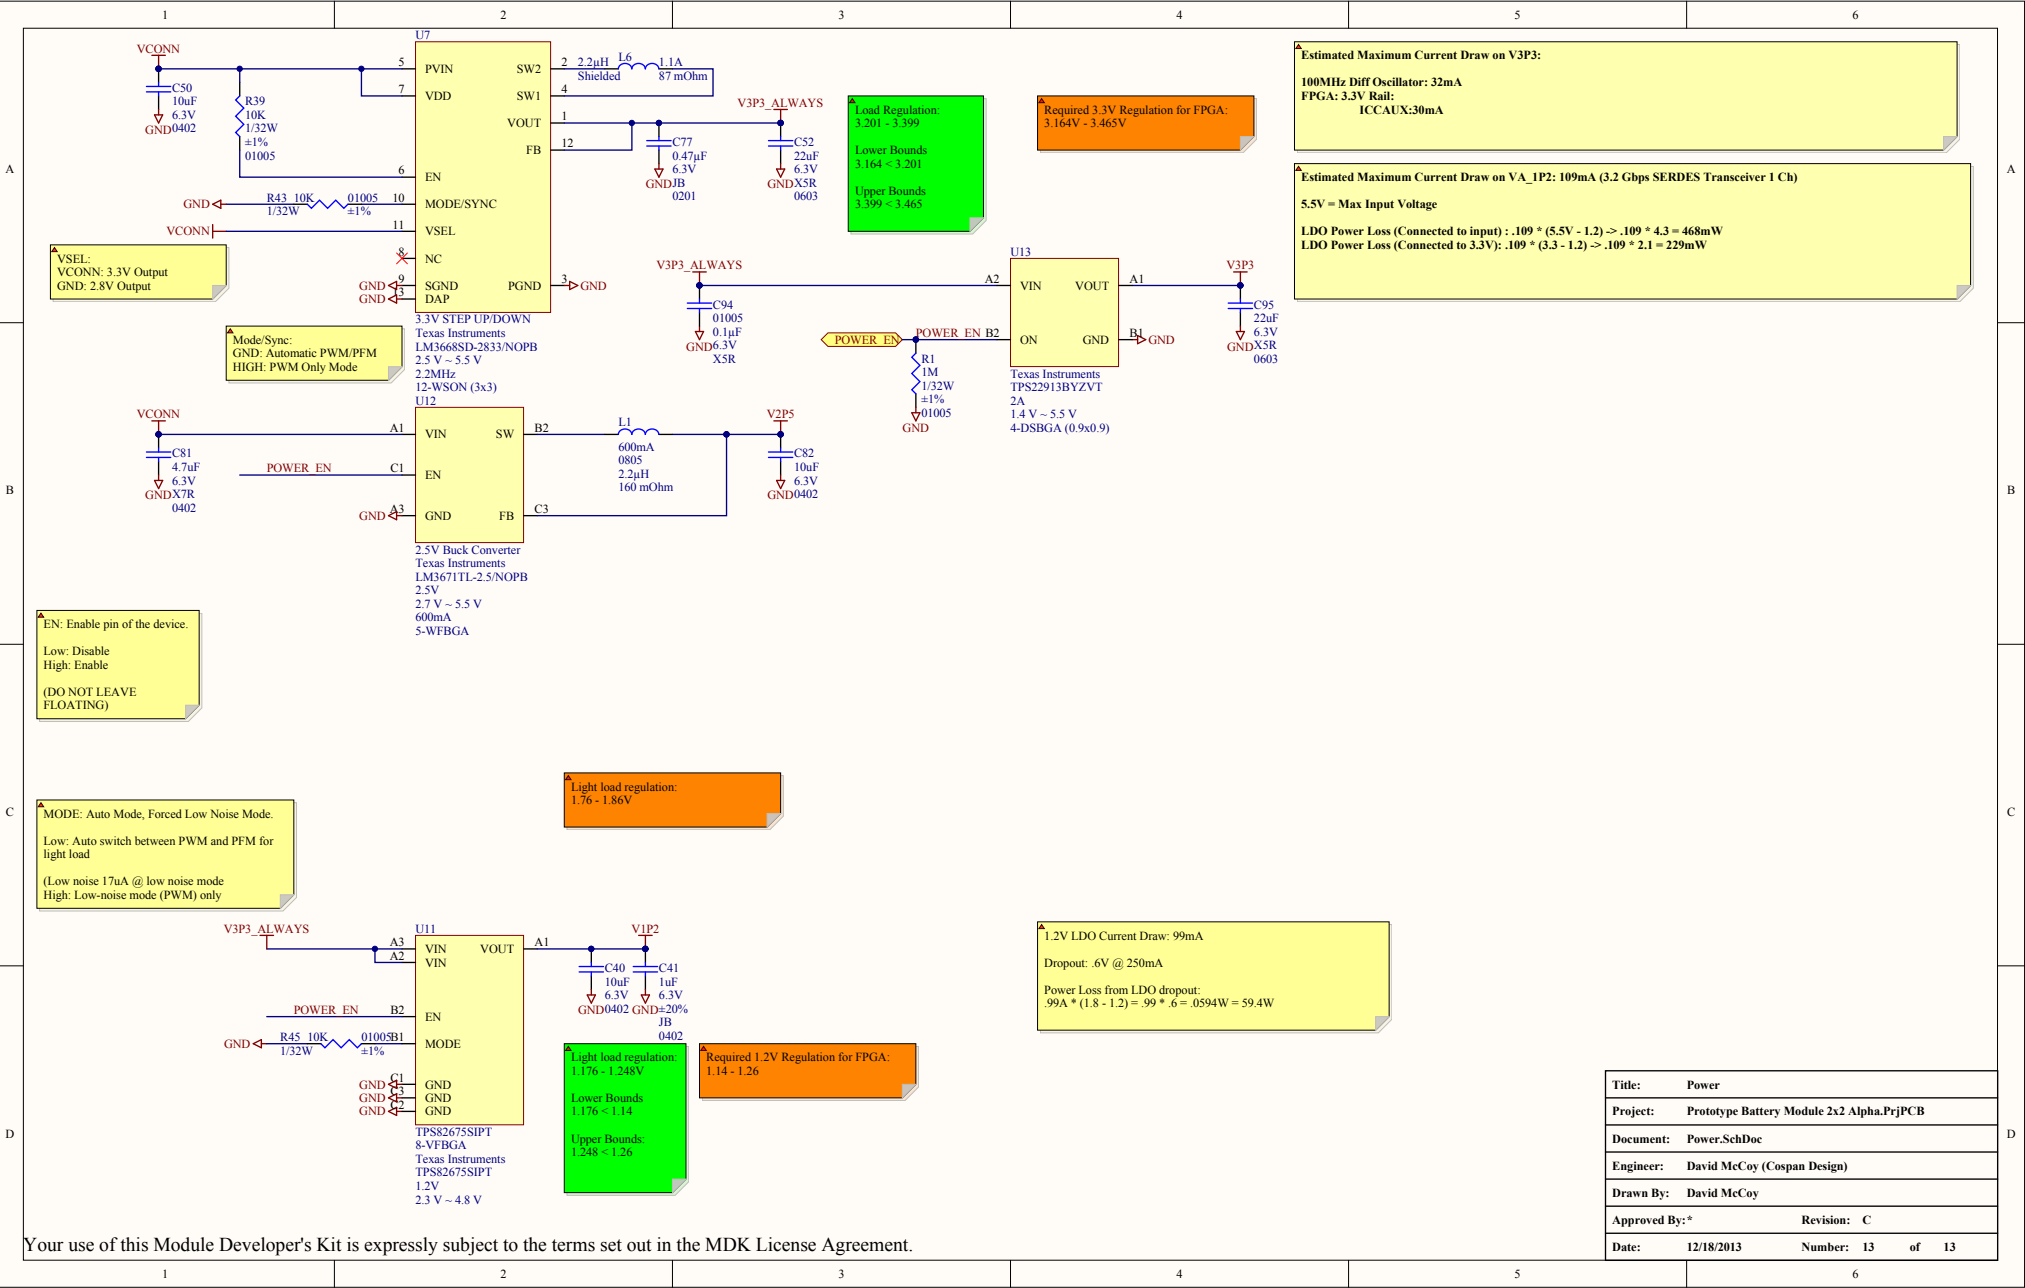 1 2 3 4 5 6
A
B
C
D
U7
VCONN
C50
10uF
6.3V
GND 0402
R39
10K
1/32W
±1%
01005
5 PVIN
7 VDD
6 EN
10 MODE/SYNC
11 VSEL
8 NC
9 SGND
13 DAP
SW2 2
SW1 4
VOUT 1
FB 12
PGND 3 GND
2.2µH L6 1.1A
Shielded 87 mOhm
GND R43 10K 01005
1/32W ±1%
VCONN
GND
GND
V3P3_ALWAYS
C77
0.47µF
6.3V
GND JB
0201
C52
22uF
6.3V
GND X5R
0603
3.3V STEP UP/DOWN
Texas Instruments
LM3668SD-2833/NOPB
2.5 V ~ 5.5 V
2.2MHz
12-WSON (3x3)
VSEL:
VCONN: 3.3V Output
GND: 2.8V Output
Mode/Sync:
GND: Automatic PWM/PFM
HIGH: PWM Only Mode
Load Regulation:
3.201 - 3.399
Lower Bounds
3.164 < 3.201
Upper Bounds
3.399 < 3.465
Required 3.3V Regulation for FPGA:
3.164V - 3.465V
Estimated Maximum Current Draw on V3P3:
100MHz Diff Oscillator: 32mA
FPGA: 3.3V Rail:
ICCAUX:30mA
Estimated Maximum Current Draw on VA_1P2: 109mA (3.2 Gbps SERDES Transceiver 1 Ch)
5.5V = Max Input Voltage
LDO Power Loss (Connected to input) : .109 * (5.5V - 1.2) -> .109 * 4.3 = 468mW
LDO Power Loss (Connected to 3.3V): .109 * (3.3 - 1.2) -> .109 * 2.1 = 229mW
U13
V3P3_ALWAYS
C94
01005
0.1µF
GND 6.3V
X5R
A2 VIN VOUT A1
B2 ON GND B1 GND
POWER_EN POWER_EN
R1
1M
1/32W
±1%
01005
GND
V3P3
C95
22uF
6.3V
GND X5R
0603
Texas Instruments
TPS22913BYZVT
2A
1.4 V ~ 5.5 V
4-DSBGA (0.9x0.9)
U12
VCONN
C81
4.7uF
6.3V
GND X7R
0402
A1 VIN SW B2
POWER_EN C1 EN
GND A3 GND FB C3
L1
600mA
0805
2.2µH
160 mOhm
V2P5
C82
10uF
6.3V
GND 0402
2.5V Buck Converter
Texas Instruments
LM3671TL-2.5/NOPB
2.5V
2.7 V ~ 5.5 V
600mA
5-WFBGA
EN: Enable pin of the device.
Low: Disable
High: Enable
(DO NOT LEAVE
FLOATING)
Light load regulation:
1.76 - 1.86V
MODE: Auto Mode, Forced Low Noise Mode.
Low: Auto switch between PWM and PFM for
light load
(Low noise 17uA @ low noise mode
High: Low-noise mode (PWM) only
U11
V3P3_ALWAYS
A3 VIN VOUT A1
A2 VIN
POWER_EN B2 EN
GND R45 10K 01005 B1 MODE
1/32W ±1%
GND C1 GND
GND C3 GND
GND C2 GND
V1P2
C40
10uF
6.3V
GND 0402
C41
1uF
6.3V
GND ±20%
JB
0402
TPS82675SIPT
8-VFBGA
Texas Instruments
TPS82675SIPT
1.2V
2.3 V ~ 4.8 V
Light load regulation:
1.176 - 1.248V
Lower Bounds
1.176 < 1.14
Upper Bounds:
1.248 < 1.26
Required 1.2V Regulation for FPGA:
1.14 - 1.26
1.2V LDO Current Draw: 99mA
Dropout: .6V @ 250mA
Power Loss from LDO dropout:
.99A * (1.8 - 1.2) = .99 * .6 = .0594W = 59.4W
Title: Power
Project: Prototype Battery Module 2x2 Alpha.PrjPCB
Document: Power.SchDoc
Engineer: David McCoy (Cospan Design)
Drawn By: David McCoy
Approved By: * Revision: C
Date: 12/18/2013 Number: 13 of 13
Your use of this Module Developer's Kit is expressly subject to the terms set out in the MDK License Agreement.
A
B
C
D
1 2 3 4 5 6